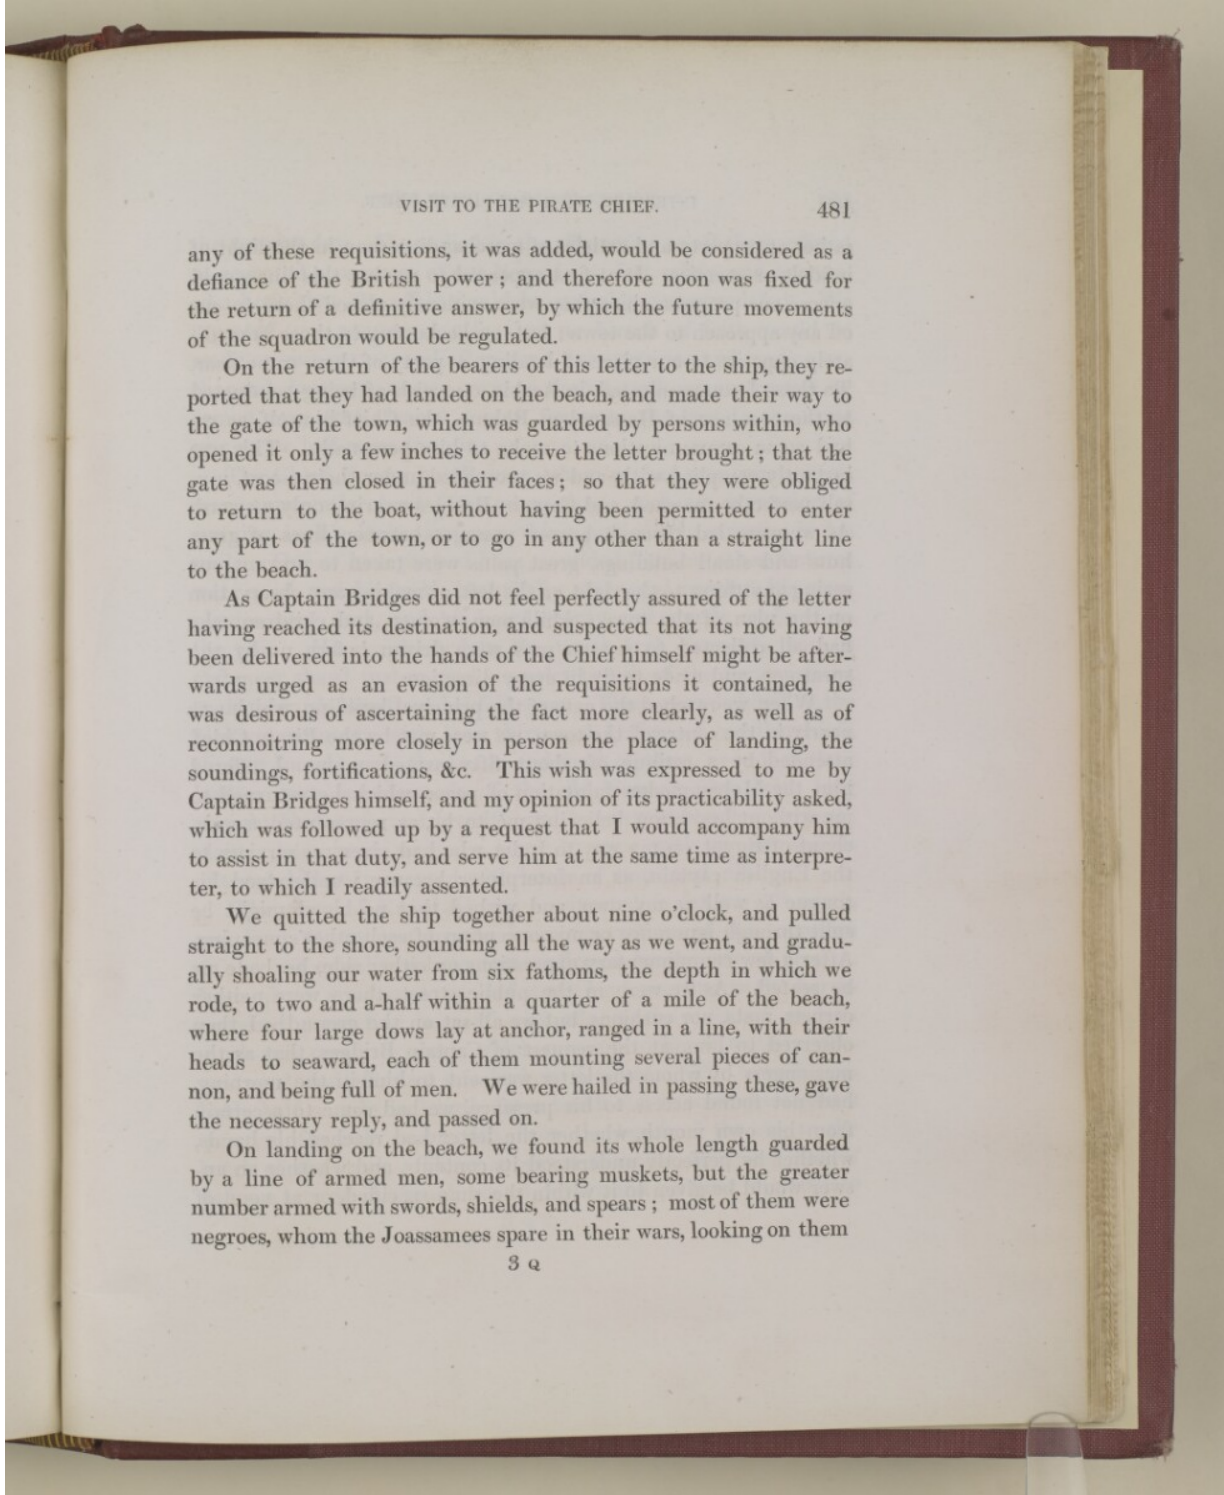 VISIT TO THE PIRATE CHIEF. 481
any of these requisitions, it was added, would be considered as a
defiance of the British power ; and therefore noon was fixed for
the return of a definitive answer, by which the future movements
of the squadron would be regulated.
On the return of the bearers of this letter to the ship, they re-
ported that they had landed on the beach, and made their way to
the gate of the town, which was guarded by persons within, who
opened it only a few inches to receive the letter brought ; that the
gate was then closed in their faces ; so that they were obliged
to return to the boat, without having been permitted to enter
any part of the town, or to go in any other than a straight line
to the beach.
As Captain Bridges did not feel perfectly assured of the letter
having reached its destination, and suspected that its not having
been delivered into the hands of the Chief himself might be after-
wards urged as an evasion of the requisitions it contained, he
was desirous of ascertaining the fact more clearly, as well as of
reconnoitring more closely in person the place of landing, the
soundings, fortifications, &c. This wish was expressed to me by
Captain Bridges himself, and my opinion of its practicability asked,
which was followed up by a request that I would accompany him
to assist in that duty, and serve him at the same time as interpre-
ter, to which I readily assented.
We quitted the ship together about nine o'clock, and pulled
straight to the shore, sounding all the way as we went, and gradu-
ally shoaling our water from six fathoms, the depth in which we
rode, to two and a-half within a quarter of a mile of the beach,
where four large dows lay at anchor, ranged in a line, with their
heads to seaward, each of them mounting several pieces of can-
non, and being full of men. We were hailed in passing these, gave
the necessary reply, and passed on.
On landing on the beach, we found its whole length guarded
by a line of armed men, some bearing muskets, but the greater
number armed with swords, shields, and spears ; most of them were
negroes, whom the Joassamees spare in their wars, looking on them
3 Q